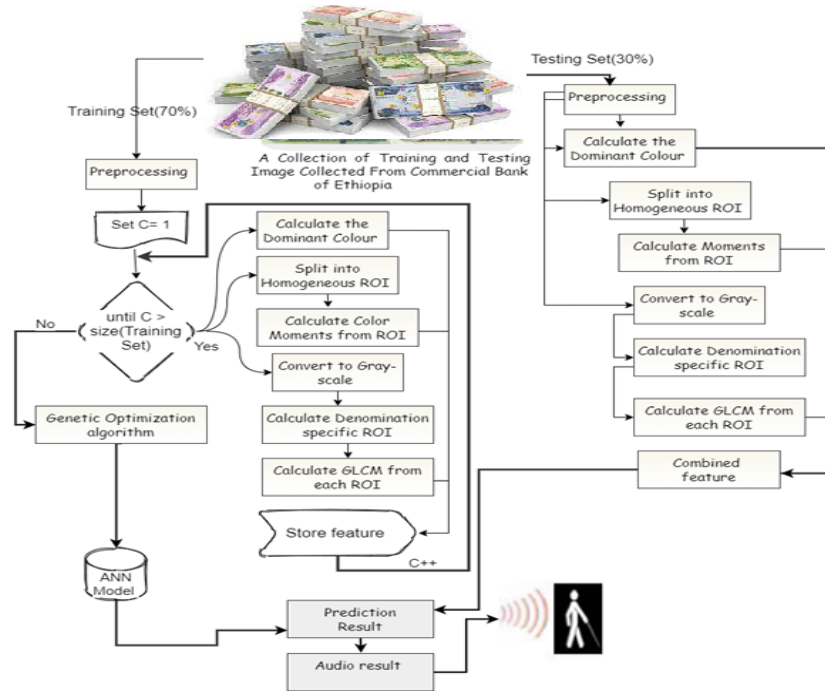 Testing Set(30%)
Training Set(70%)
A Collection of Training and Testing
Image Collected From Commercial Bank
of Ethiopia
Preprocessing
Set C= 1
until C >
size(Training
Set)
No
Yes
Genetic Optimization
algorithm
ANN
Model
Calculate the
Dominant Colour
Split into
Homogeneous ROI
Calculate Color
Moments from ROI
Convert to Gray-
scale
Calculate Denomination
specific ROI
Calculate GLCM from
each ROI
Store feature
C++
Preprocessing
Calculate the
Dominant Colour
Split into
Homogeneous ROI
Calculate Moments
from ROI
Convert to Gray-
scale
Calculate Denomination
specific ROI
Calculate GLCM from
each ROI
Combined
feature
Prediction
Result
Audio result